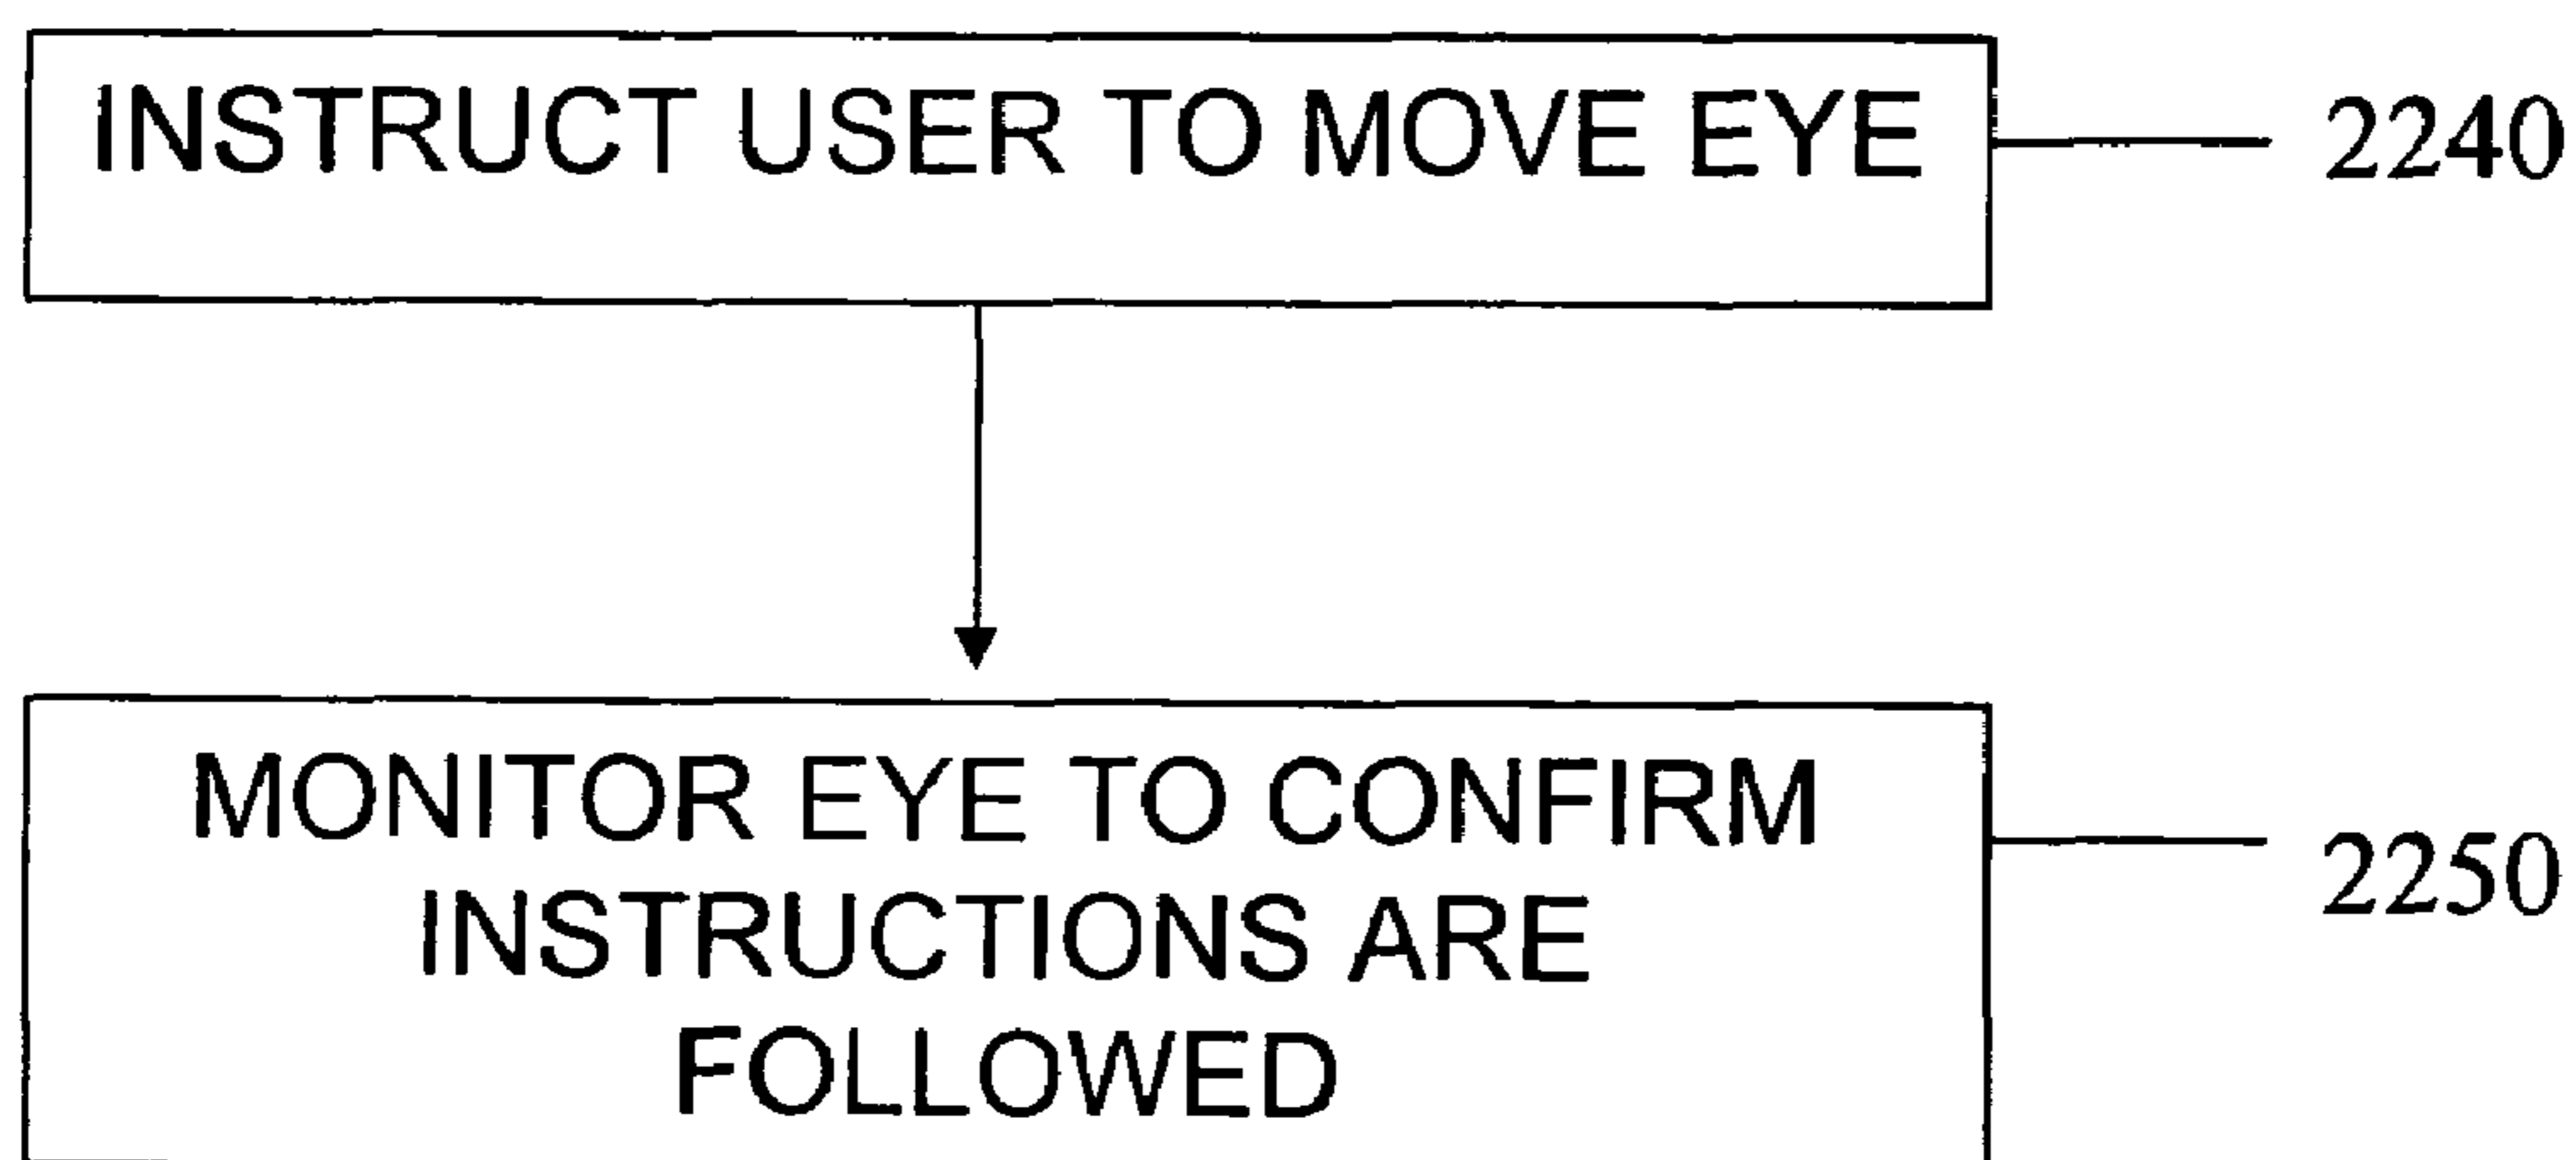 INSTRUCT USER TO MOVE EYE
2240
MONITOR EYE TO CONFIRM
INSTRUCTIONS ARE
FOLLOWED
2250